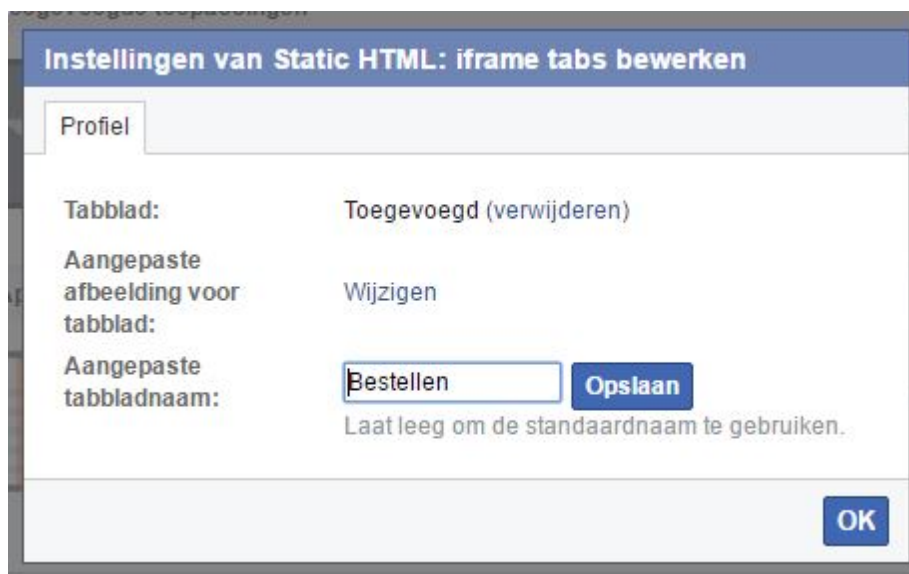 Instellingen van Static HTML: iframe tabs bewerken
Profiel
Tabblad: Toegevoegd (verwijderen)
Aangepaste
afbeelding voor
tabblad:
Wijzigen
Aangepaste
tabbladnaam:
Bestellen Opslaan
Laat leeg om de standaardnaam te gebruiken.
OK